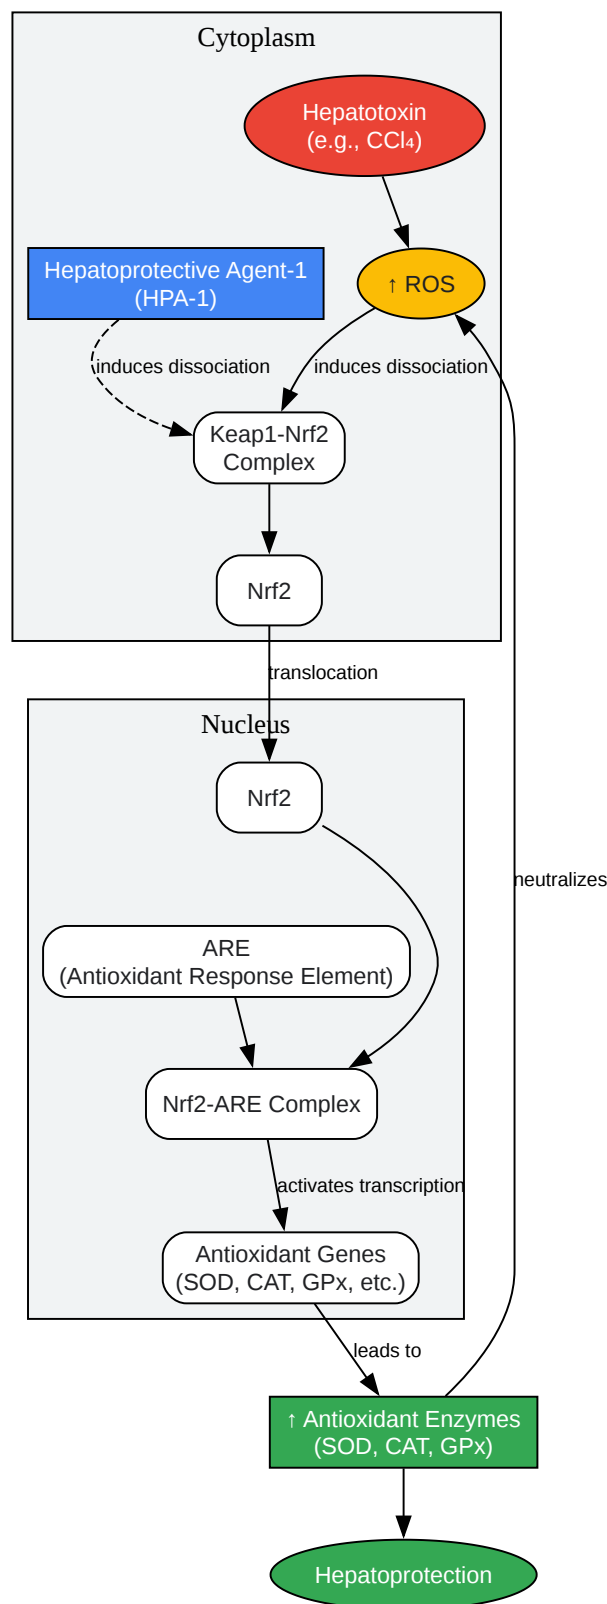 Cytoplasm
Hepatotoxin
(e.g., CCl₄)
Hepatoprotective Agent-1
(HPA-1)
↑ ROS
induces dissociation
induces dissociation
Keap1-Nrf2
Complex
Nrf2
translocation
Nucleus
Nrf2
neutralizes
ARE
(Antioxidant Response Element)
Nrf2-ARE Complex
activates transcription
Antioxidant Genes
(SOD, CAT, GPx, etc.)
leads to
↑ Antioxidant Enzymes
(SOD, CAT, GPx)
Hepatoprotection